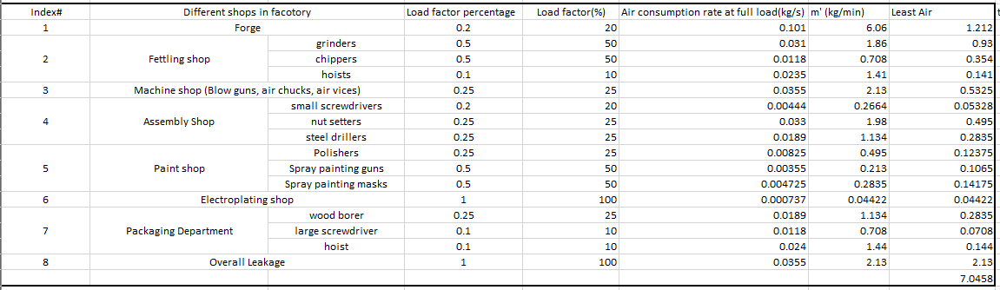 Index# Different shops in facotory Load factor percentage Load factor(%) Air consumption rate at full load(kg/s) m' (kg/min) Least Air t
1 Forge 0.2 20 0.101 6.06 1.212
grinders 0.5 50 0.031 1.86 0.93
2 Fettling shop chippers 0.5 50 0.0118 0.708 0.354
hoists 0.1 10 0.0235 1.41 0.141
3 Machine shop (Blow guns, air chucks, air vices) 0.25 25 0.0355 2.13 0.5325
small screwdrivers 0.2 20 0.00444 0.2664 0.05328
4 Assembly Shop nut setters 0.25 25 0.033 1.98 0.495
steel drillers 0.25 25 0.0189 1.134 0.2835
Polishers 0.25 25 0.00825 0.495 0.12375
5 Paint shop Spray painting guns 0.5 50 0.00355 0.213 0.1065
Spray painting masks 0.5 50 0.004725 0.2835 0.14175
6 Electroplating shop 1 100 0.000737 0.04422 0.04422
wood borer 0.25 25 0.0189 1.134 0.2835
7 Packaging Department large screwdriver 0.1 10 0.0118 0.708 0.0708
hoist 0.1 10 0.024 1.44 0.144
8 Overall Leakage 1 100 0.0355 2.13 2.13
7.0458